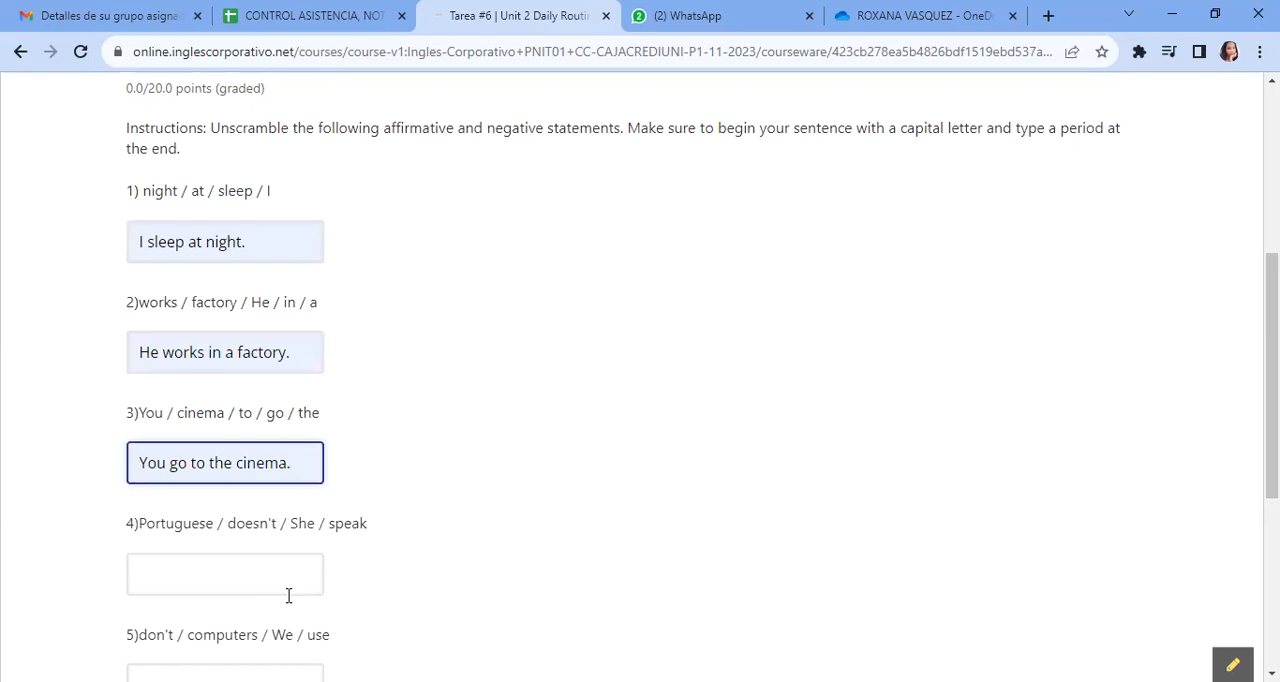 Detalles de su grupo asigna
CONTROL ASISTENCIA, NOT
Tarea #6 | Unit 2 Daily Routin
(2) WhatsApp
ROXANA VASQUEZ - OneD
online.inglescorporativo.net/courses/course-v1:Ingles-Corporativo+PNIT01+CC-CAJACREDIUNI-P1-11-2023/courseware/423cb278ea5b4826bdf1519ebd537a...
0.0/20.0 points (graded)
Instructions: Unscramble the following affirmative and negative statements. Make sure to begin your sentence with a capital letter and type a period at
the end.
1) night / at / sleep / I
I sleep at night.
2)works / factory / He / in / a
He works in a factory.
3)You / cinema / to / go / the
You go to the cinema.
4)Portuguese / doesn't / She / speak
5)don't / computers / We / use